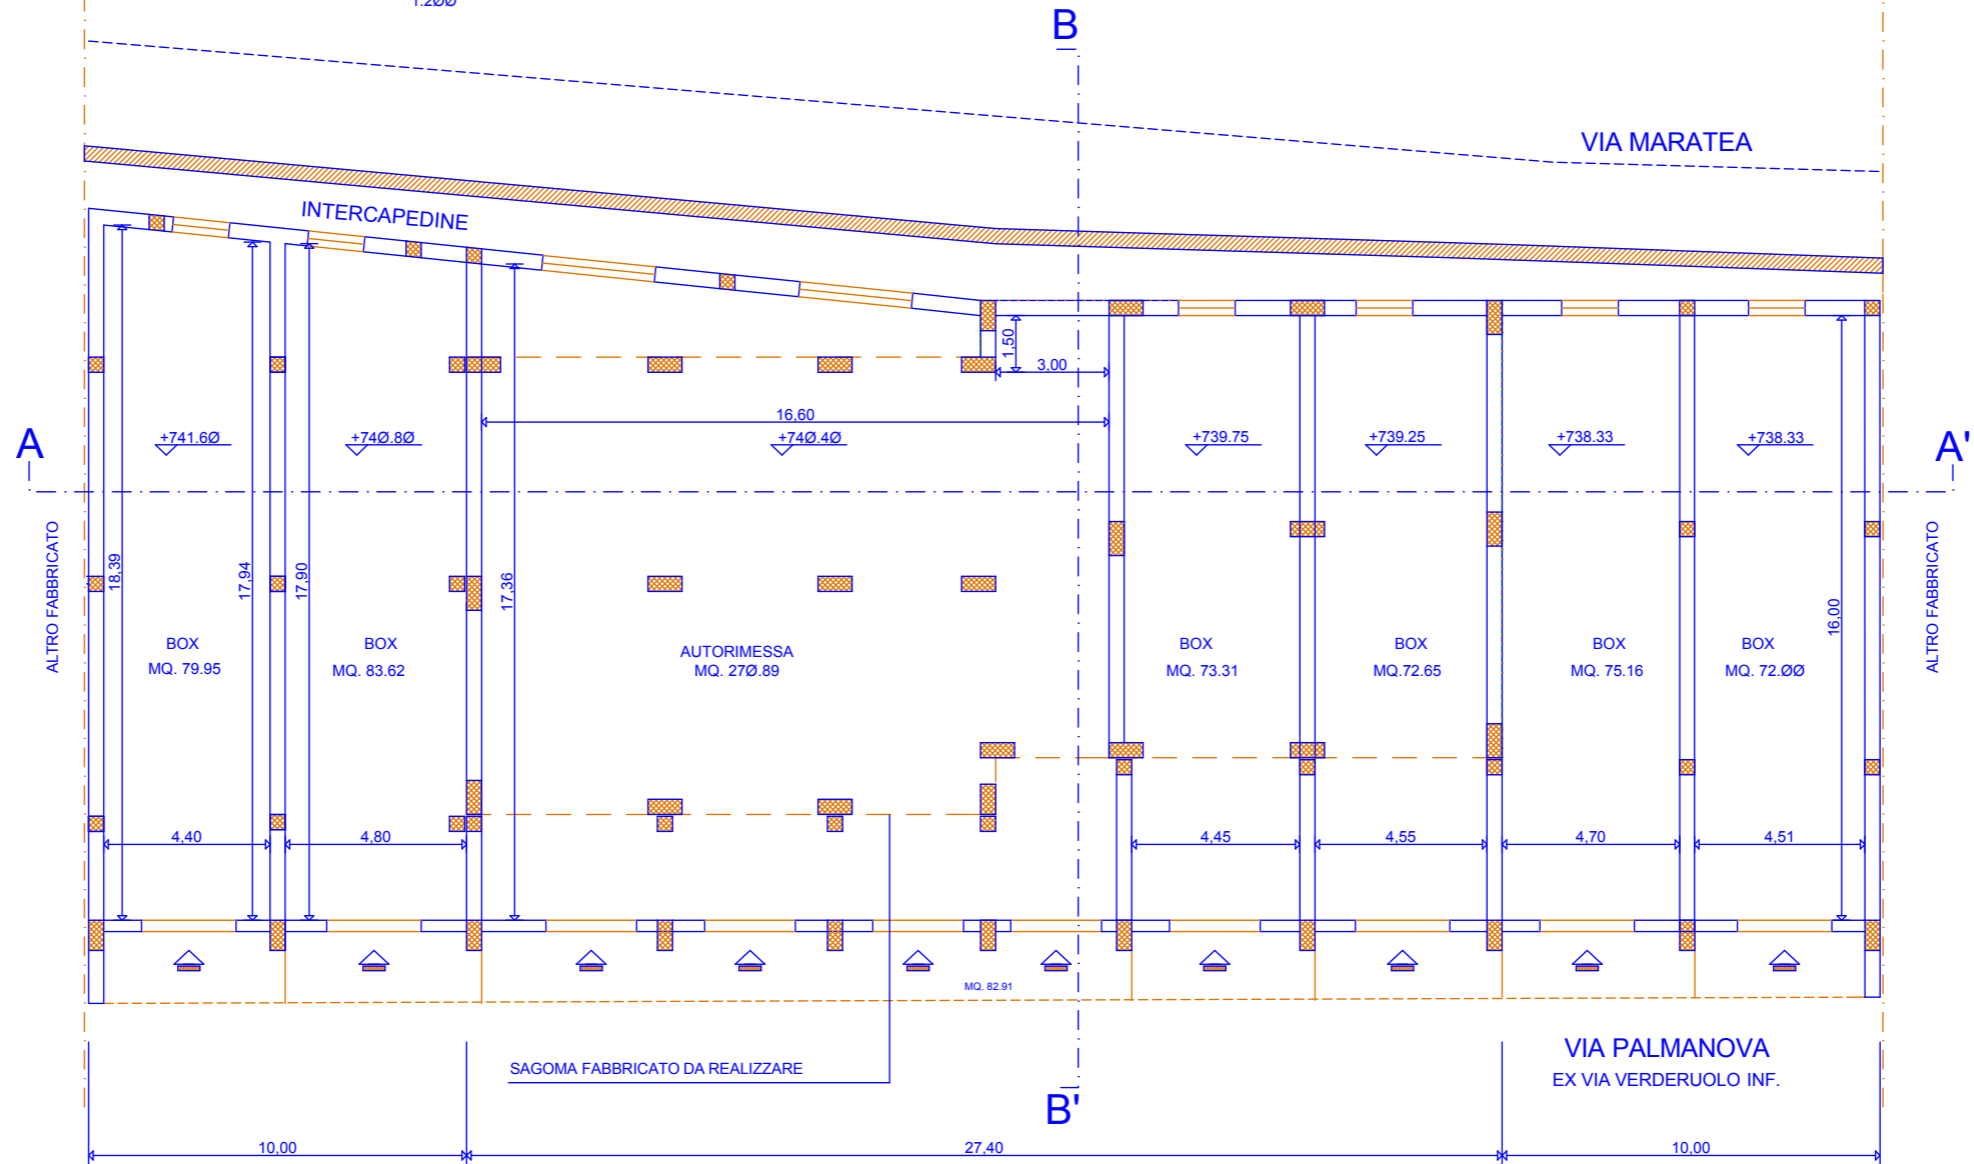 1:2ØØ
B
VIA MARATEA
INTERCAPEDINE
1,50
3,00
16,60
A
+741.6Ø
+74Ø.8Ø
+74Ø.4Ø
+739.75
+739.25
+738.33
+738.33
A'
ALTRO FABBRICATO
18,39
17,94
17,90
17,36
16,00
ALTRO FABBRICATO
BOX
MQ. 79.95
BOX
MQ. 83.62
AUTORIMESSA
MQ. 27Ø.89
BOX
MQ. 73.31
BOX
MQ.72.65
BOX
MQ. 75.16
BOX
MQ. 72.ØØ
4,40
4,80
4,45
4,55
4,70
4,51
MQ. 82.91
SAGOMA FABBRICATO DA REALIZZARE
VIA PALMANOVA
EX VIA VERDERUOLO INF.
B'
10,00
27,40
10,00